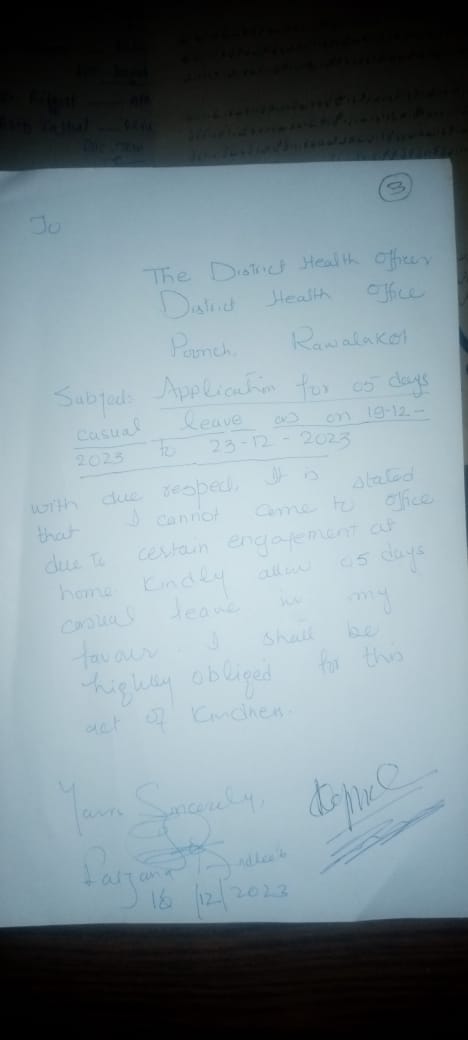 3
To
The District Health Officer
District Health Office
Poonch, Rawalakot
Subject: Application for 05 days
casual leave as on 19-12-
2023 to 23-12-2023
with due respect, It is stated
that I cannot come to office
due to certain engagement at
home. Kindly allow 05 days
casual leave in my
favour. I shall be
highly obliged for this
act of Kindness.
Yours Sincerely,
Farzana
18/12/2023